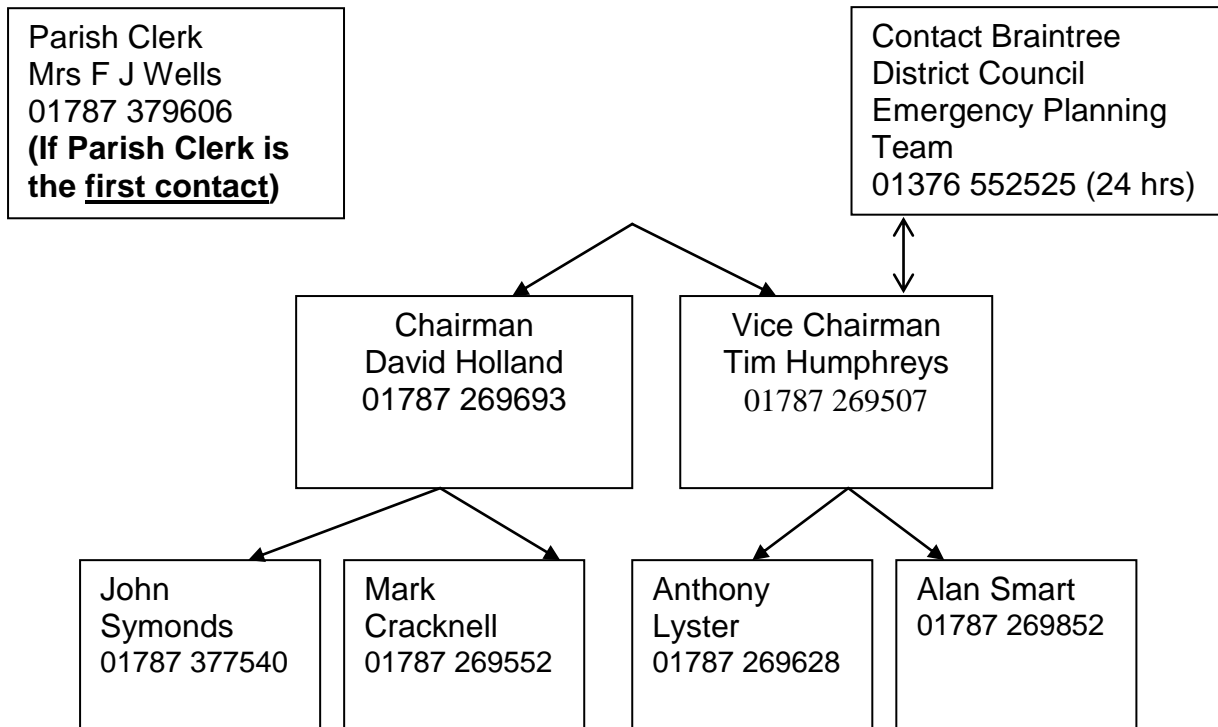 Parish Clerk
Mrs F J Wells
01787 379606
(If Parish Clerk is
the first contact)
Contact Braintree
District Council
Emergency Planning
Team
01376 552525 (24 hrs)
Chairman
David Holland
01787 269693
Vice Chairman
Tim Humphreys
01787 269507
John
Symonds
01787 377540
Mark
Cracknell
01787 269552
Anthony
Lyster
01787 269628
Alan Smart
01787 269852